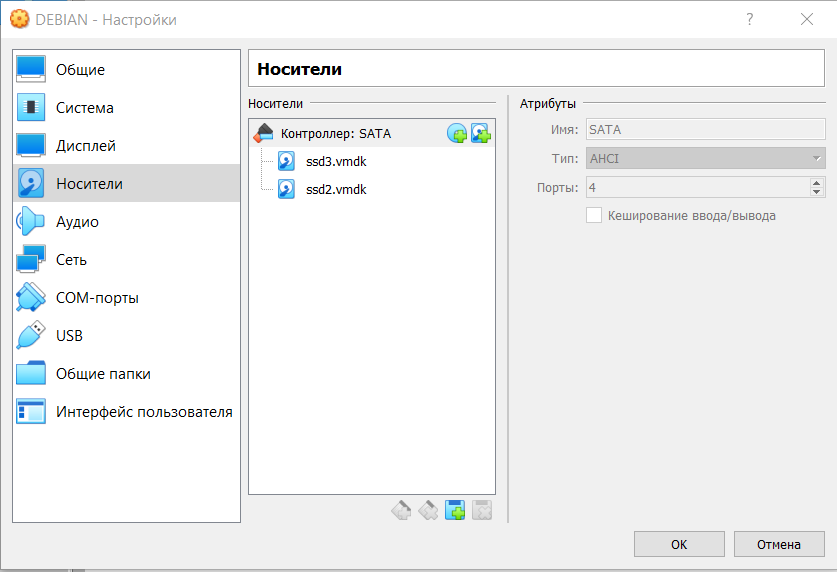 DEBIAN - Настройки
?
Общие
Система
Дисплей
Носители
Аудио
Сеть
COM-порты
USB
Общие папки
Интерфейс пользователя
Носители
Носители
Контроллер: SATA
ssd3.vmdk
ssd2.vmdk
Атрибуты
Имя: SATA
Тип: AHCI
Порты: 4
Кеширование ввода/вывода
OK
Отмена